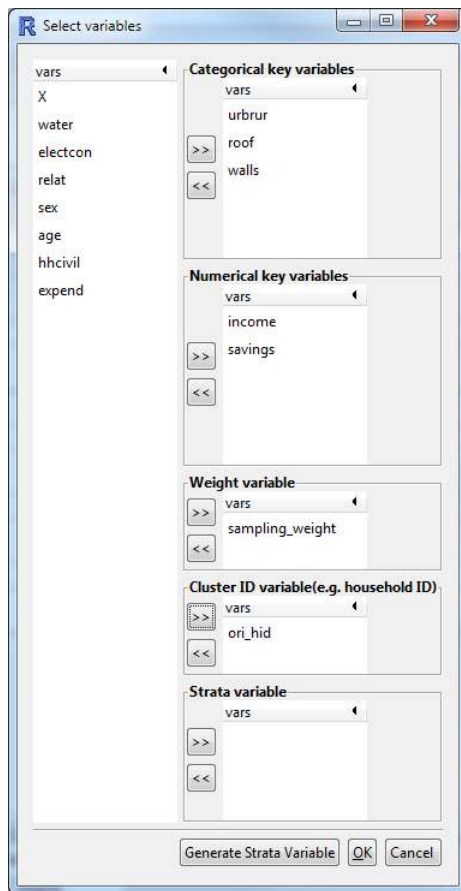 Select variables
vars
X
water
electcon
relat
sex
age
hhcivil
expend
Categorical key variables
vars
urbrur
roof
walls
>>
<<
Numerical key variables
vars
income
savings
>>
<<
Weight variable
vars
sampling_weight
>>
<<
Cluster ID variable(e.g. household ID)
vars
ori_hid
>>
<<
Strata variable
vars
>>
<<
Generate Strata Variable OK Cancel